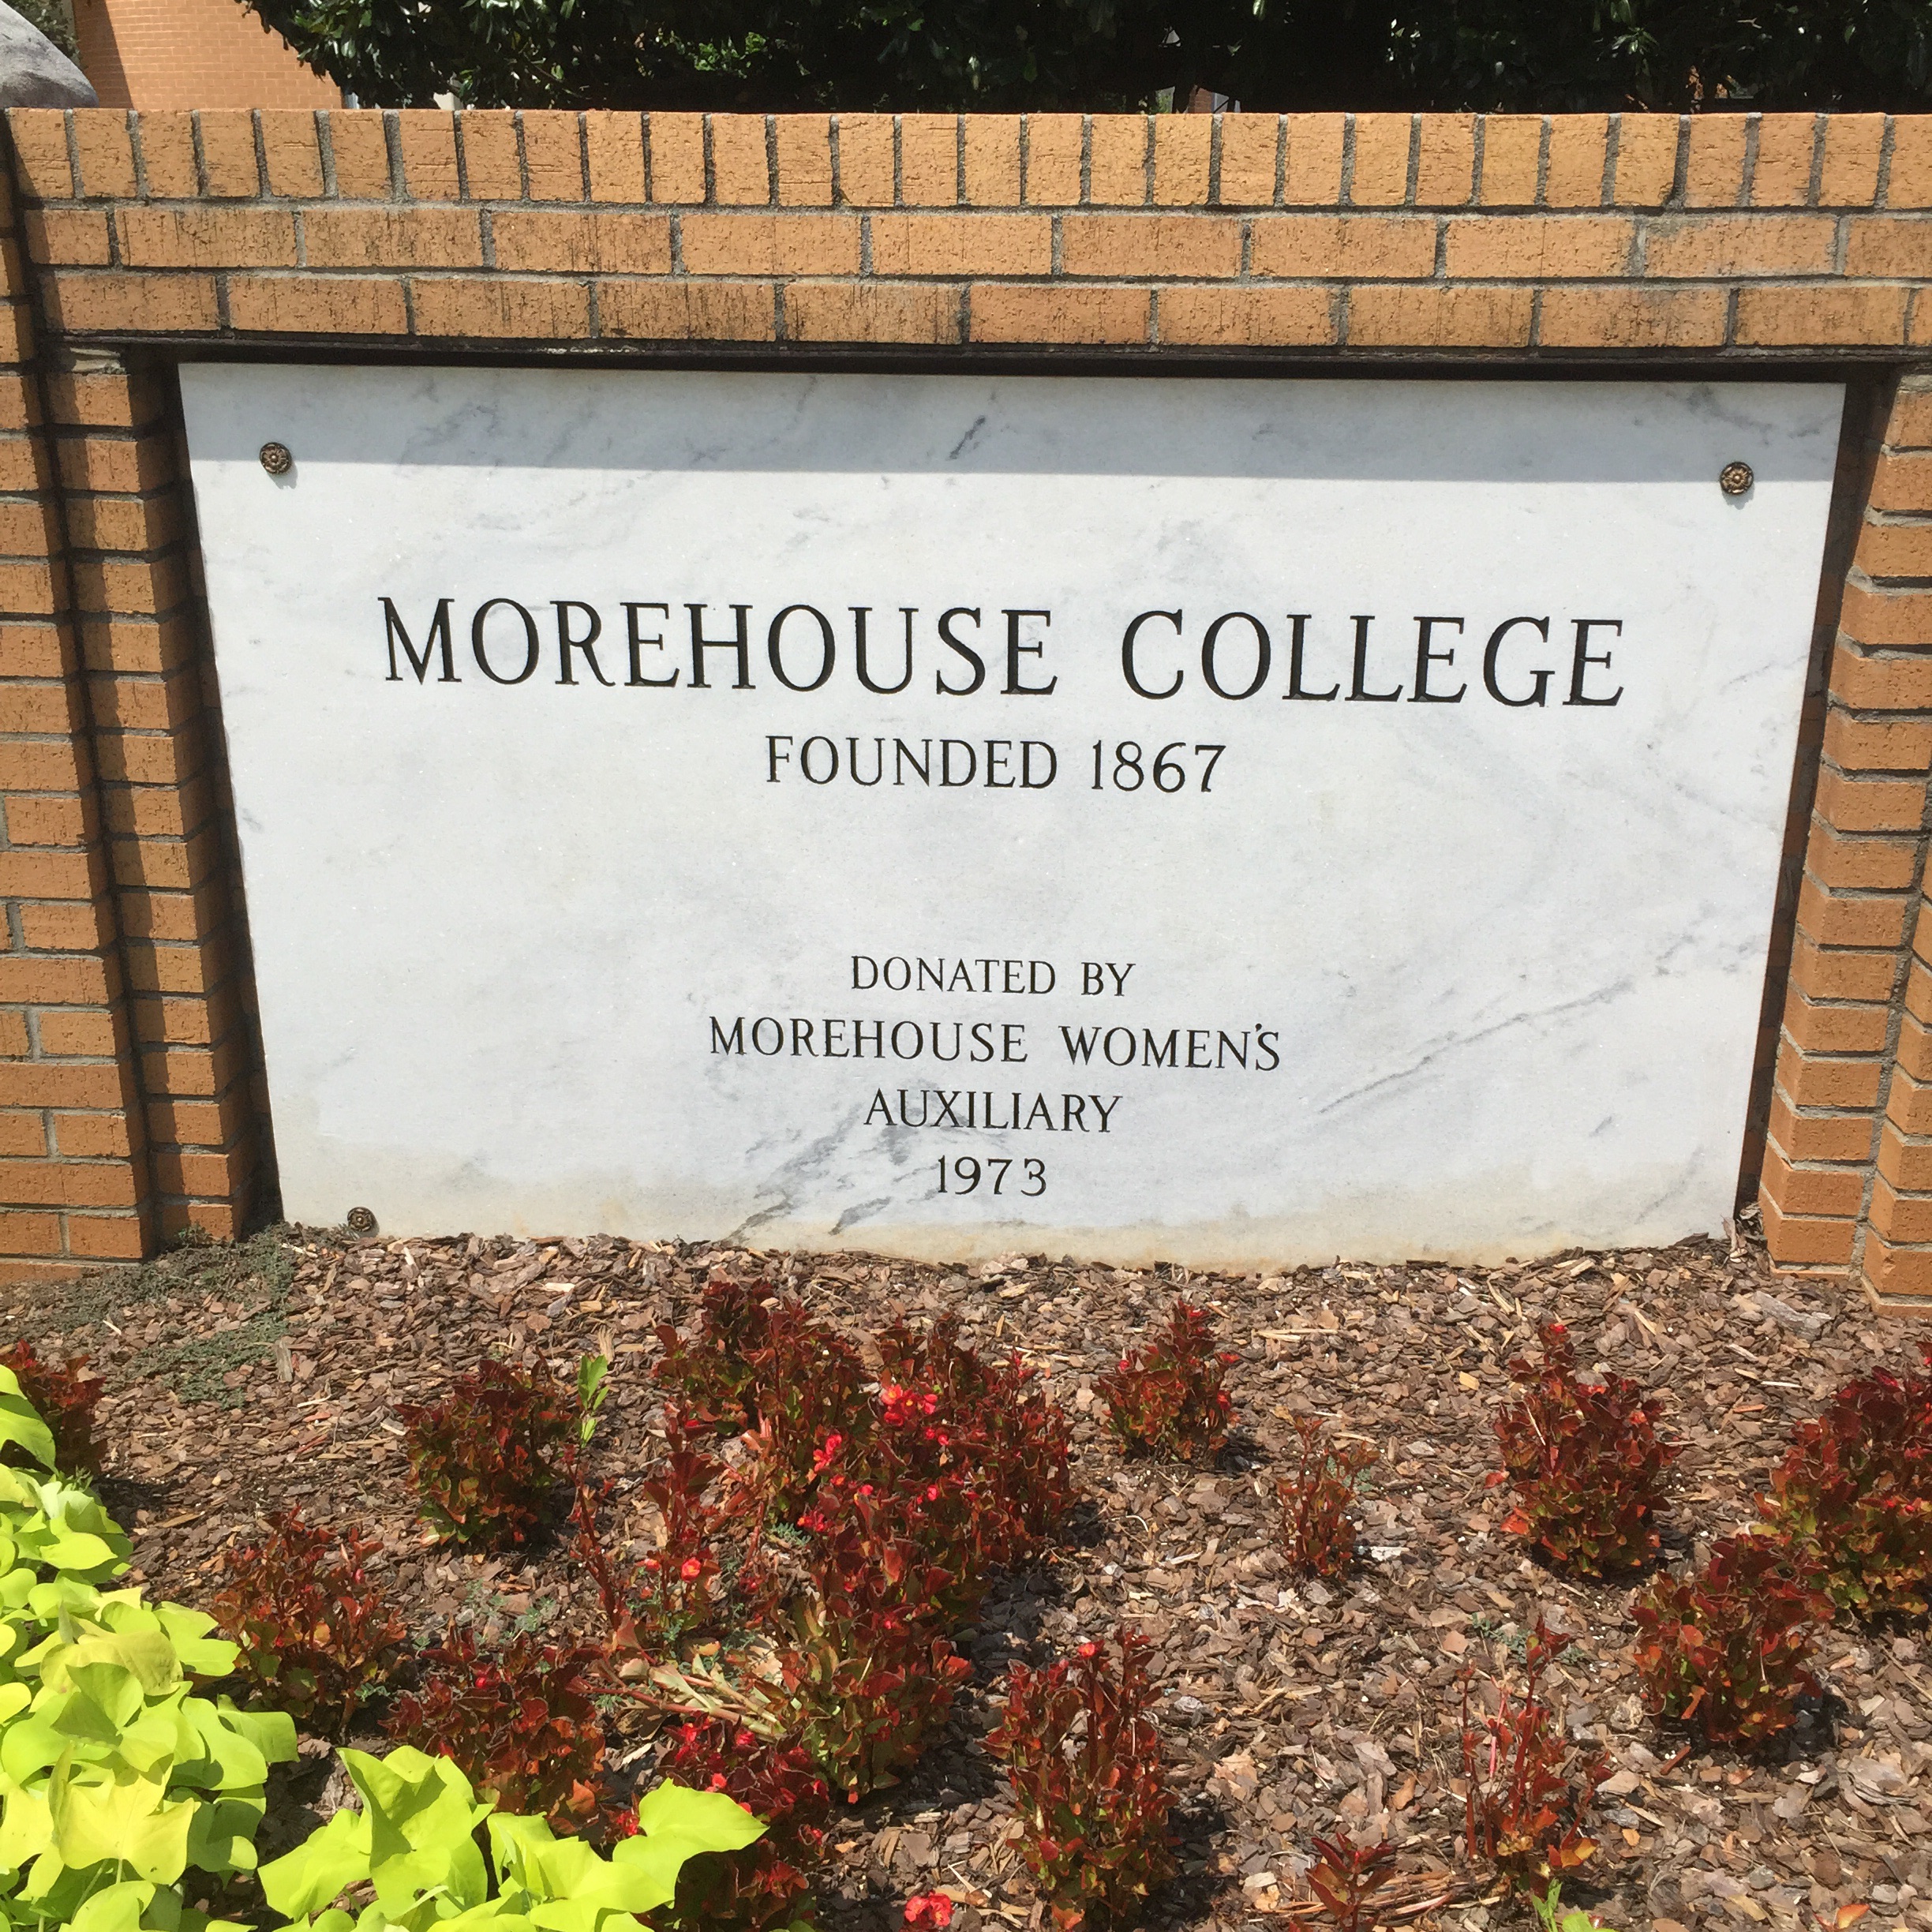 MOREHOUSE COLLEGE
FOUNDED 1867
DONATED BY
MOREHOUSE WOMEN'S
AUXILIARY
1973